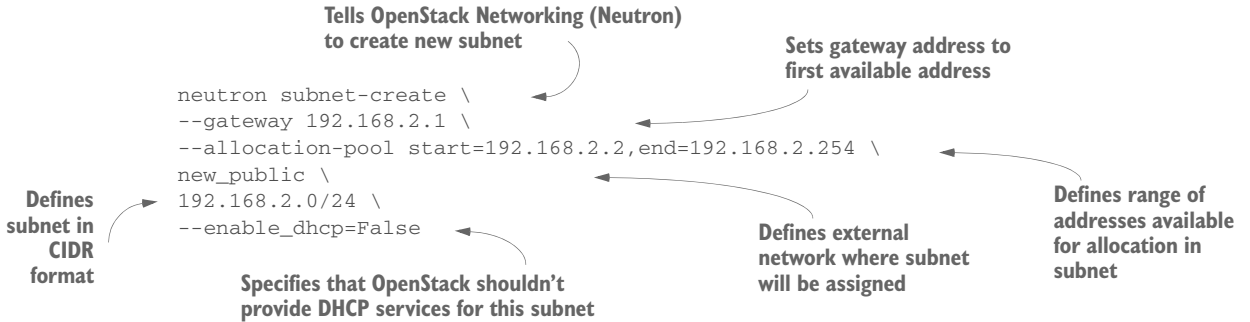 Tells OpenStack Networking (Neutron)
to create new subnet
Sets gateway address to
first available address
neutron subnet-create \
--gateway 192.168.2.1 \
--allocation-pool start=192.168.2.2,end=192.168.2.254 \
new_public \
192.168.2.0/24 \
--enable_dhcp=False
Defines
subnet in
CIDR
format
Defines range of
addresses available
for allocation in
subnet
Defines external
network where subnet
will be assigned
Specifies that OpenStack shouldn't
provide DHCP services for this subnet